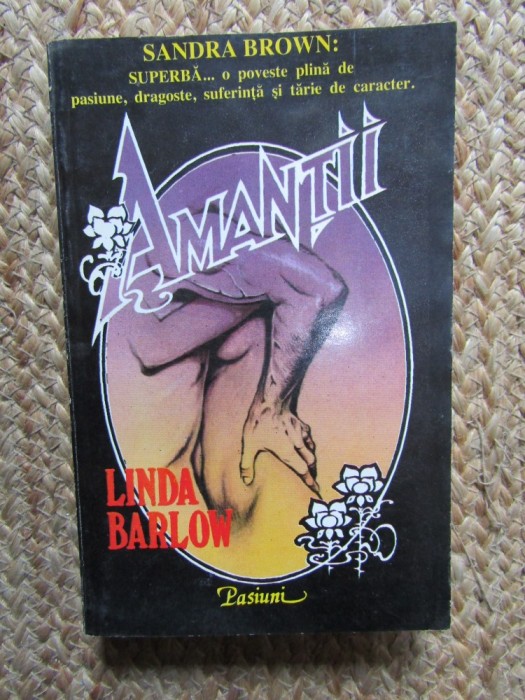 SANDRA BROWN:
SUPERBĂ... o poveste plină de
pasiune, dragoste, suferință și tărie de caracter.
AMANȚII
LINDA
BARLOW
Pasiuni